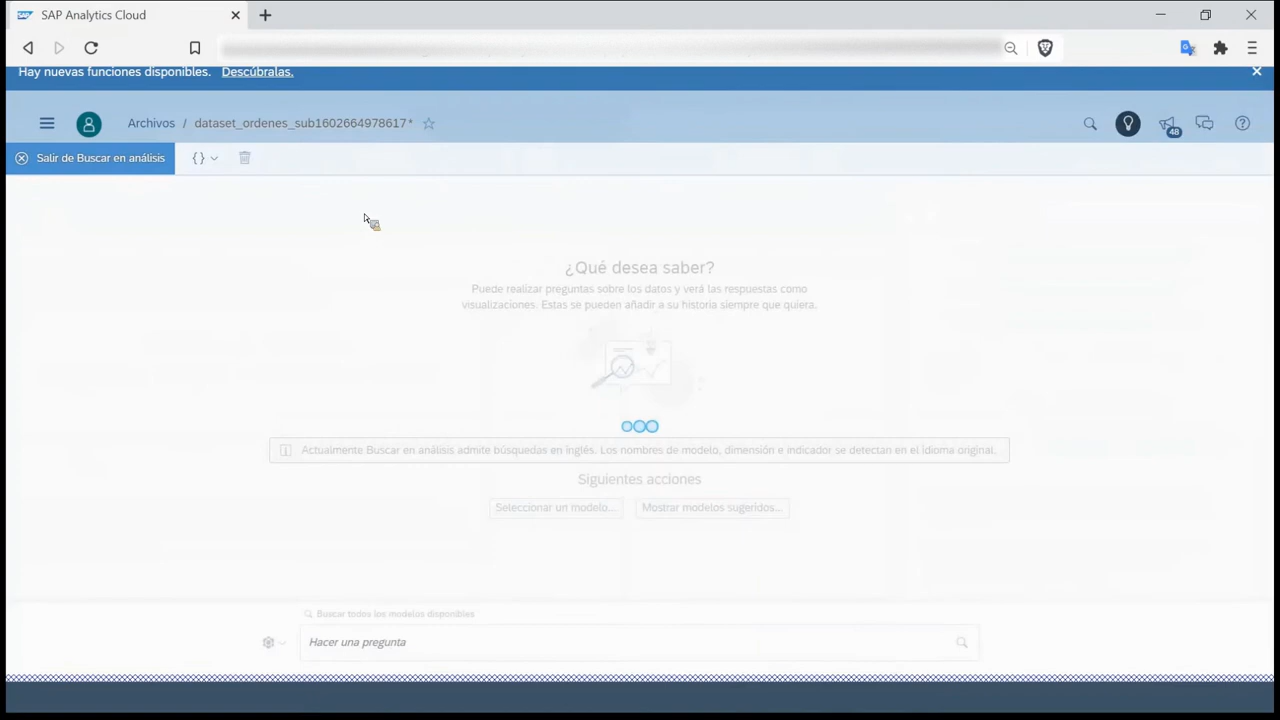 SAP Analytics Cloud
Hay nuevas funciones disponibles. Descúbralas.
Archivos / dataset_ordenes_sub1602664978617*
48
Salir de Buscar en análisis
{}
¿Qué desea saber?
Puede realizar preguntas sobre los datos y verá las respuestas como
visualizaciones. Estas se pueden añadir a su historia siempre que quiera.
Actualmente Buscar en análisis admite búsquedas en inglés. Los nombres de modelo, dimensión e indicador se detectan en el idioma original.
Siguientes acciones
Seleccionar un modelo... Mostrar modelos sugeridos...
Buscar todos los modelos disponibles
Hacer una pregunta